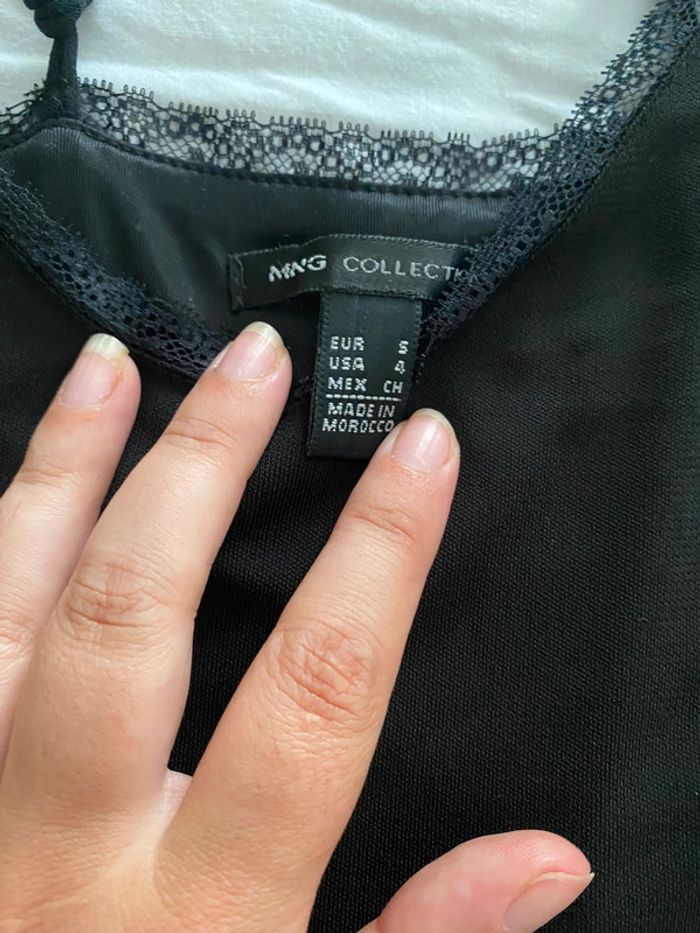 MNG COLLECTI
EUR S
USA 4
MEX CH
MADE IN
MOROCCO